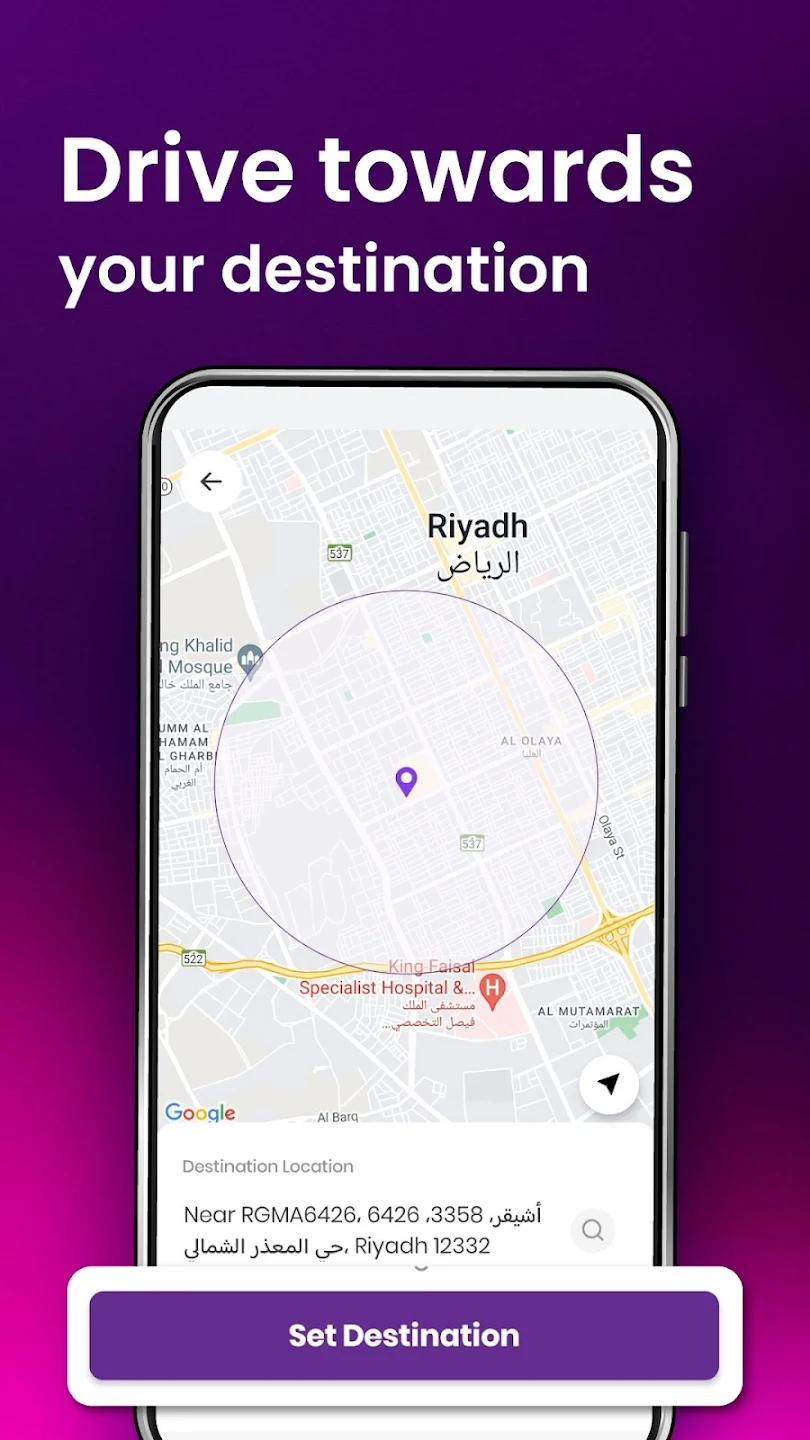 Drive towards
your destination
Riyadh
الرياض
537
ng Khalid
Mosque
جامع الملك خال
UMM AL
HAMAM
L GHARBI
أم الحمام
الغربي
AL OLAYA
العليا
537
Olaya St
522
King Faisal
Specialist Hospital &...
مستشفى الملك
فيصل التخصصي...
H
AL MUTAMARAT
المؤتمرات
Google
Al Barq
Destination Location
Near RGMA6426، 6426 ،3358 أشيقر,
حي المعذر الشمالي، Riyadh 12332
Set Destination